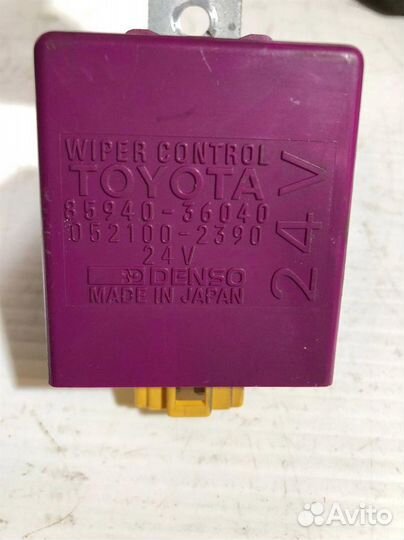 WIPER CONTROL
TOYOTA
85940-36040
052100-2390
24V
DENSO
MADE IN JAPAN
24V
Avito